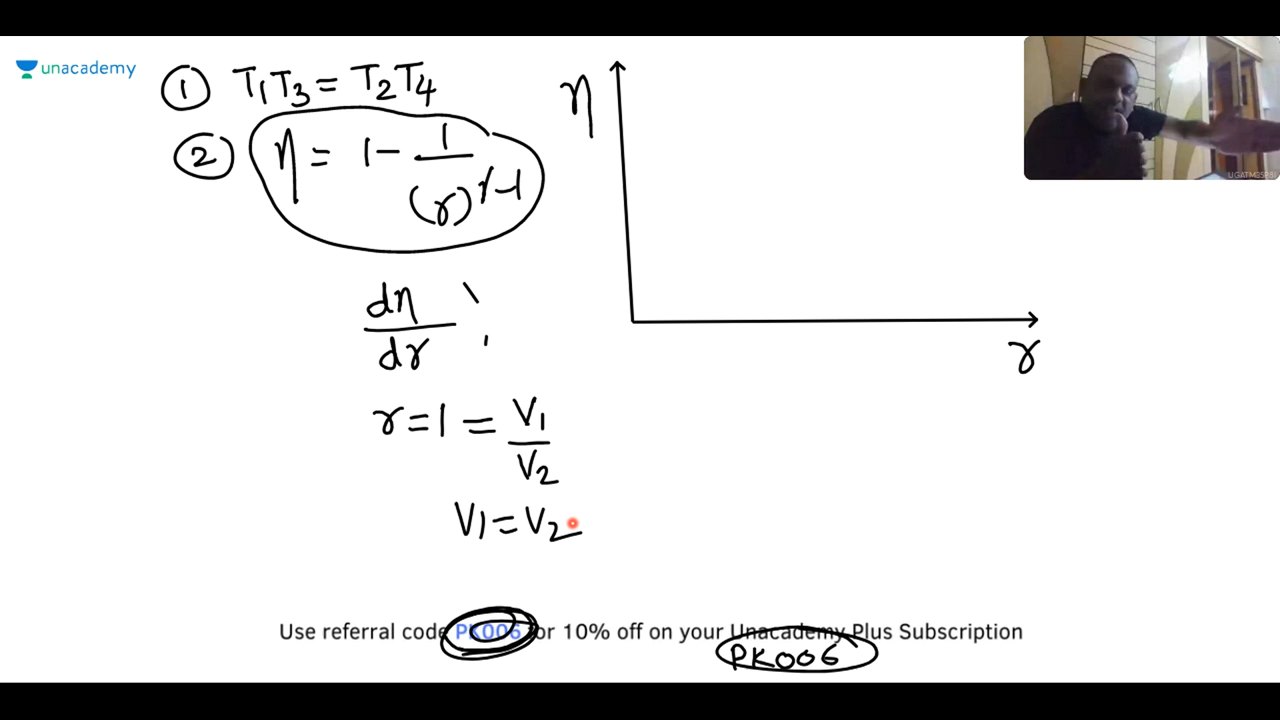 unacademy
① T₁T₃ = T₂T₄
② η = 1 - 1/(r)^γ-1
η
r
dη/dr
r = 1 = V₁/V₂
V₁ = V₂
Use referral code PK006 for 10% off on your Unacademy Plus Subscription
PK006